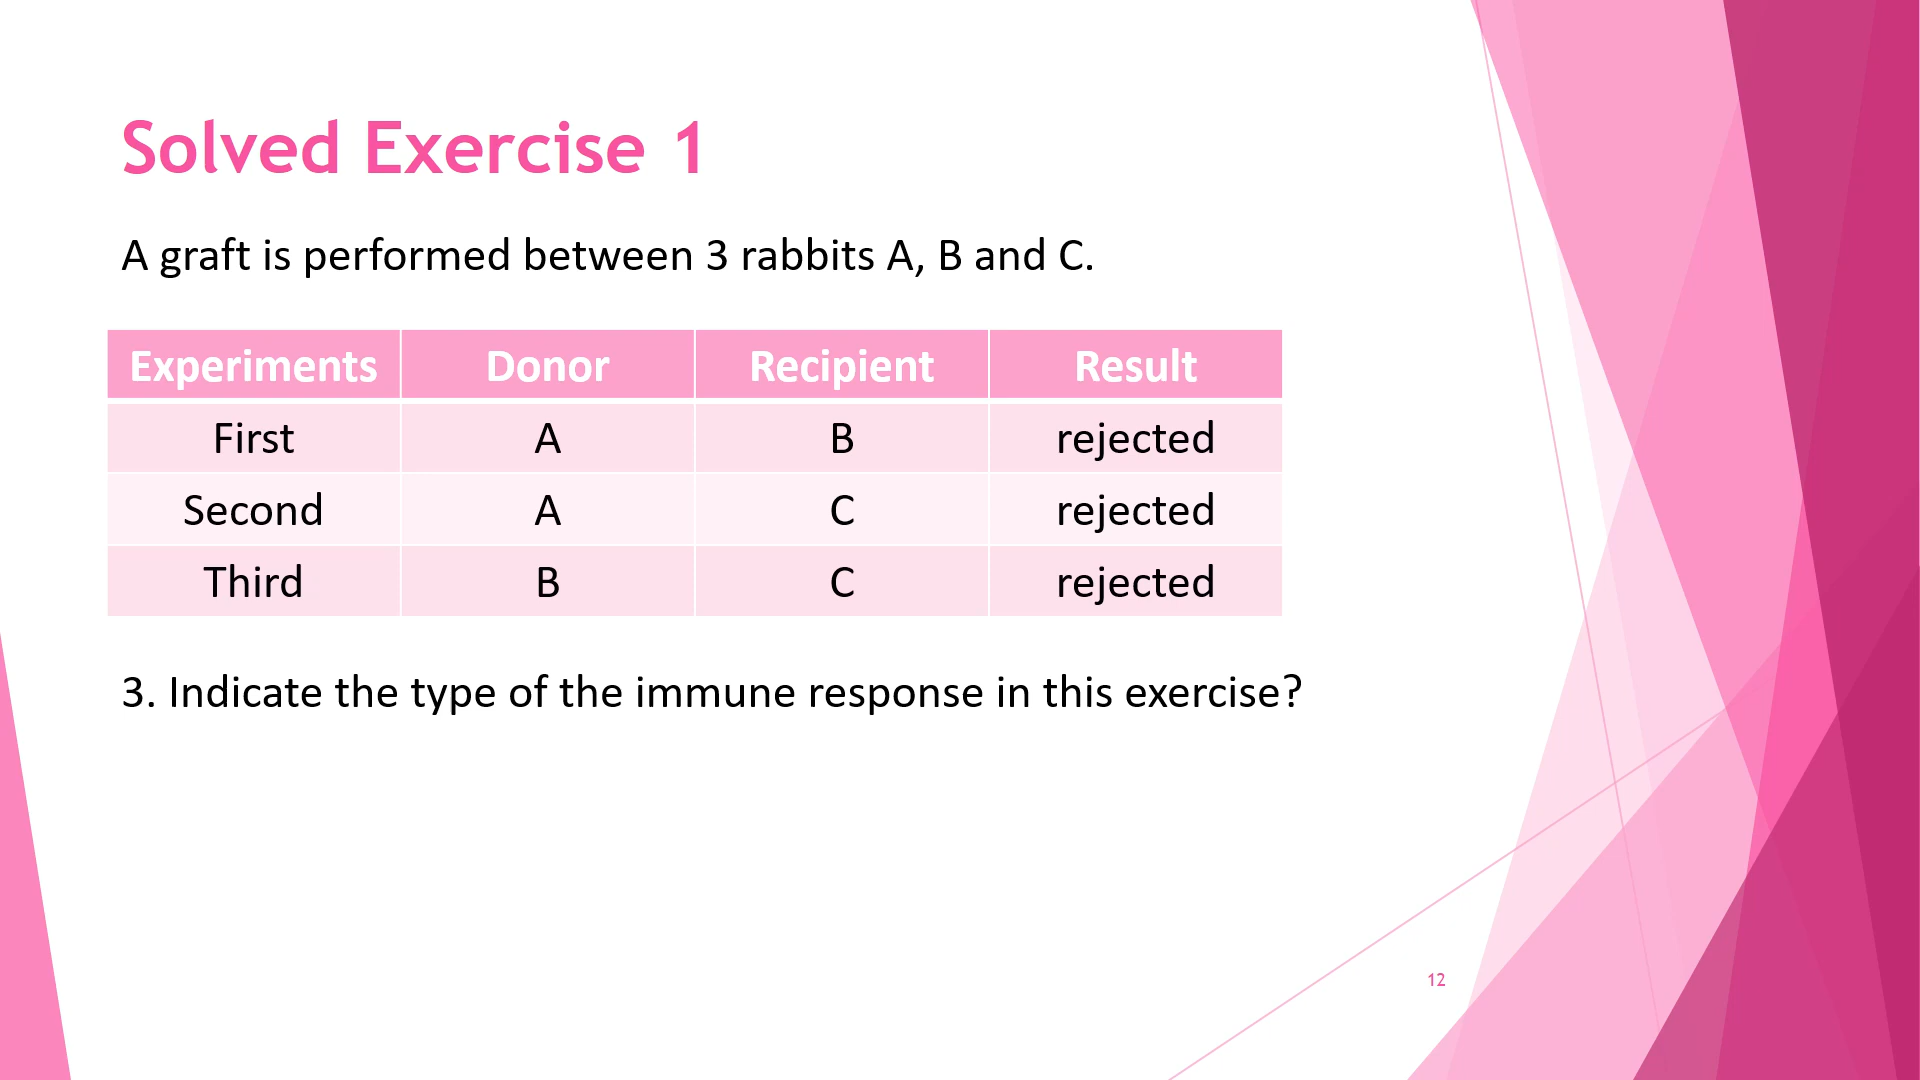 Solved Exercise 1
A graft is performed between 3 rabbits A, B and C.
Experiments Donor Recipient Result
First A B rejected
Second A C rejected
Third B C rejected
3. Indicate the type of the immune response in this exercise?
12